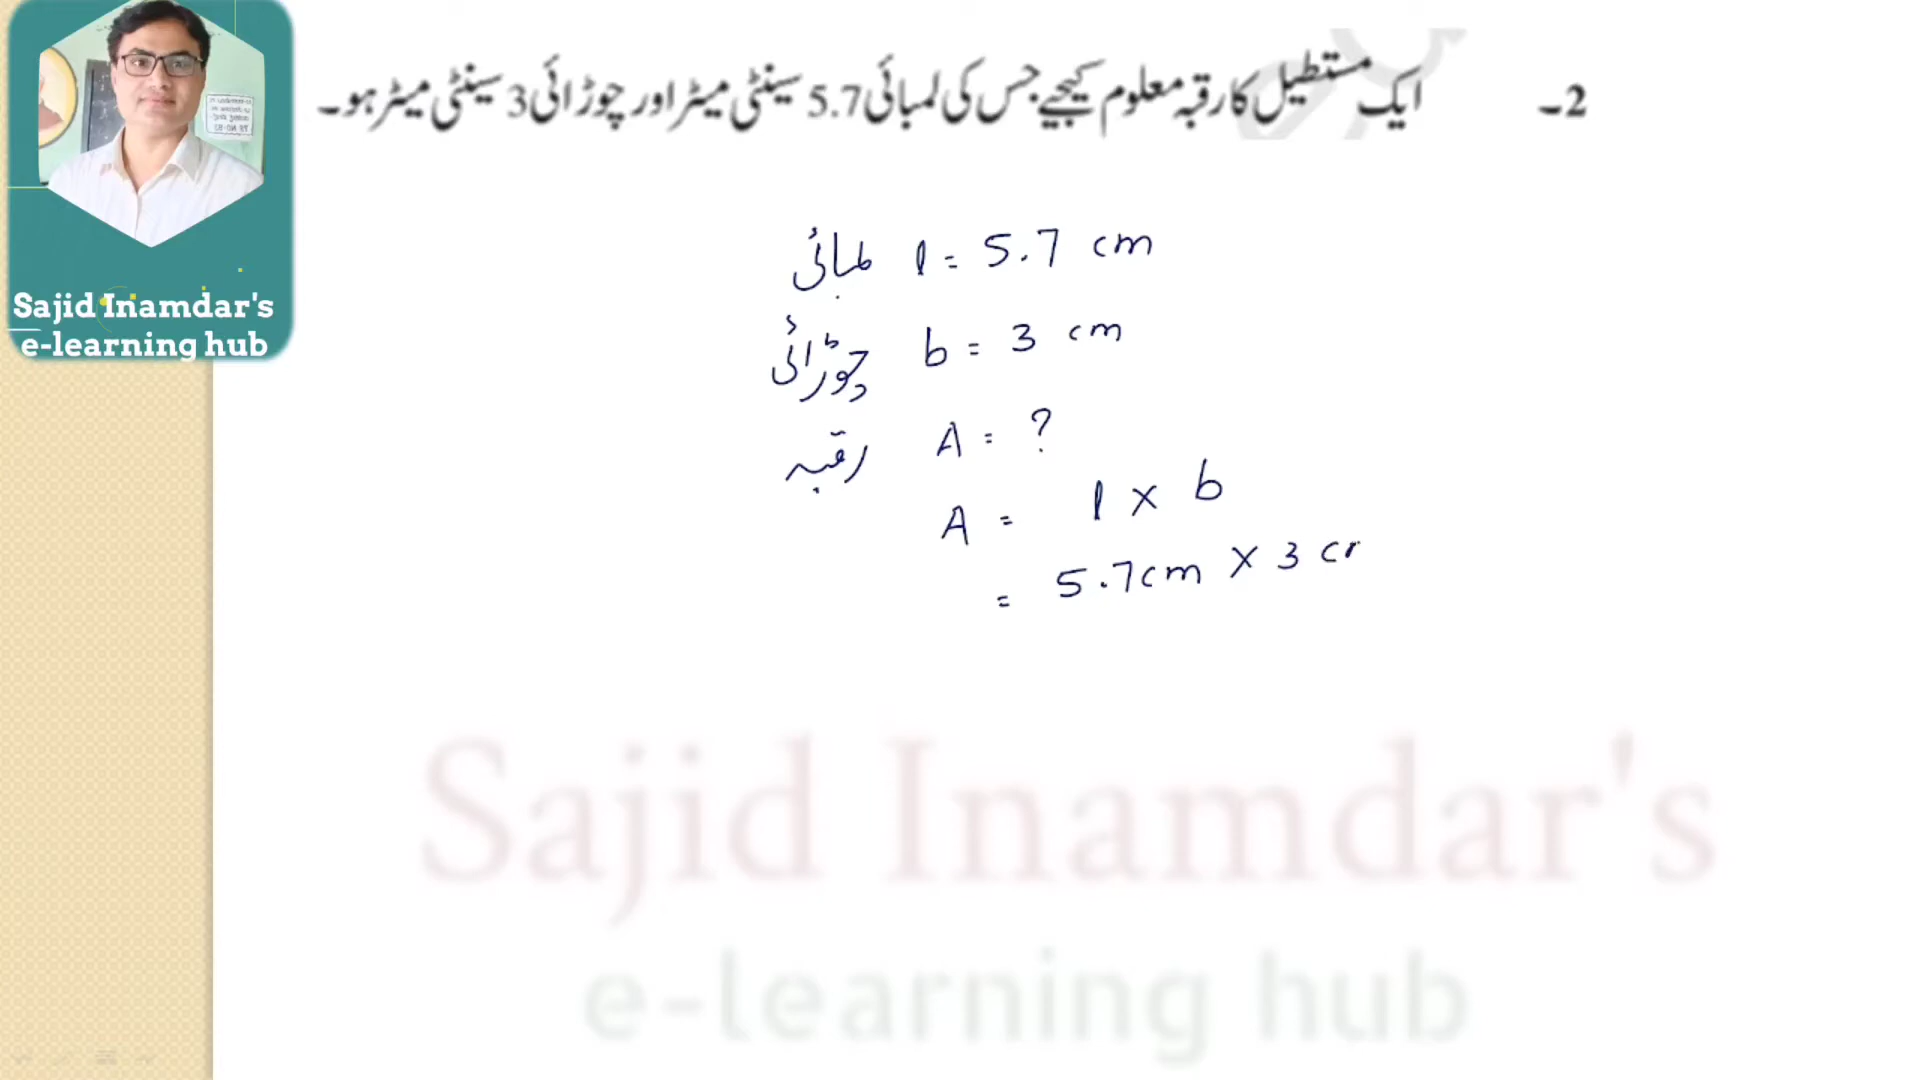 2۔ ایک مستطیل کا رقبہ معلوم کیجیے جس کی لمبائی 5.7 سینٹی میٹر اور چوڑائی 3 سینٹی میٹر ہو۔
لمبائی l = 5.7 cm
چوڑائی b = 3 cm
رقبہ A = ?
A = l × b
= 5.7cm × 3 cr
Sajid Inamdar's
e-learning hub
Sajid Inamdar's
e-learning hub